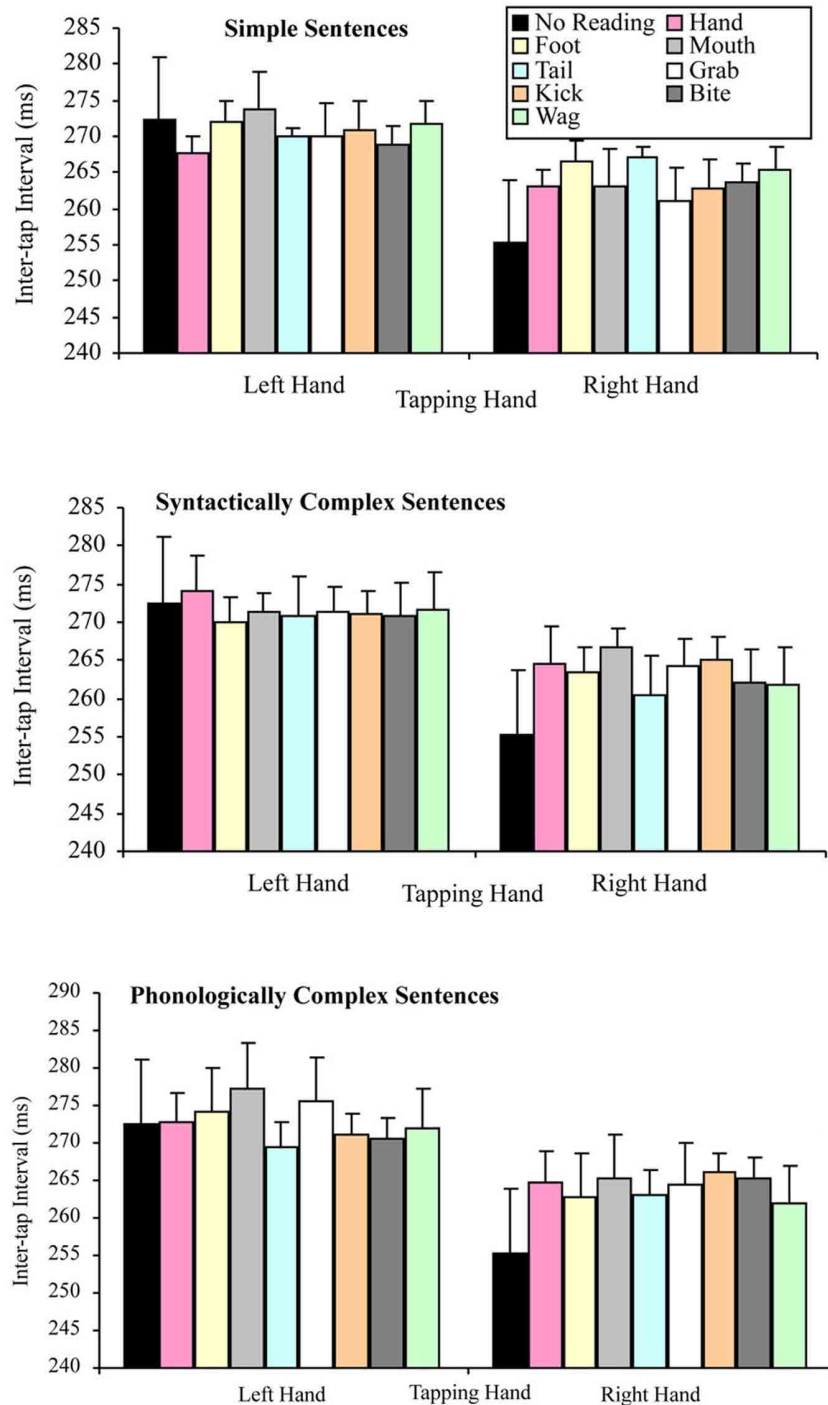 Simple Sentences
No Reading Hand
Foot Mouth
Tail Grab
Kick Bite
Wag
Inter-tap Interval (ms)
285
280
275
270
265
260
255
250
245
240
Left Hand Right Hand
Tapping Hand
Syntactically Complex Sentences
Inter-tap Interval (ms)
285
280
275
270
265
260
255
250
245
240
Left Hand Right Hand
Tapping Hand
Phonologically Complex Sentences
Inter-tap Interval (ms)
290
285
280
275
270
265
260
255
250
245
240
Left Hand Tapping Hand Right Hand